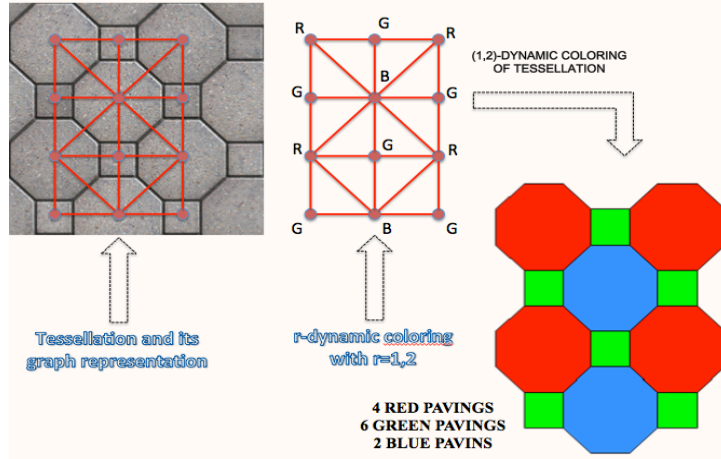 R
G
R
B
G
G
R
G
R
G
B
G
(1,2)-DYNAMIC COLORING
OF TESSELLATION
Tessellation and its
graph representation
r-dynamic coloring
with r=1,2
4 RED PAVINGS
6 GREEN PAVINGS
2 BLUE PAVINS